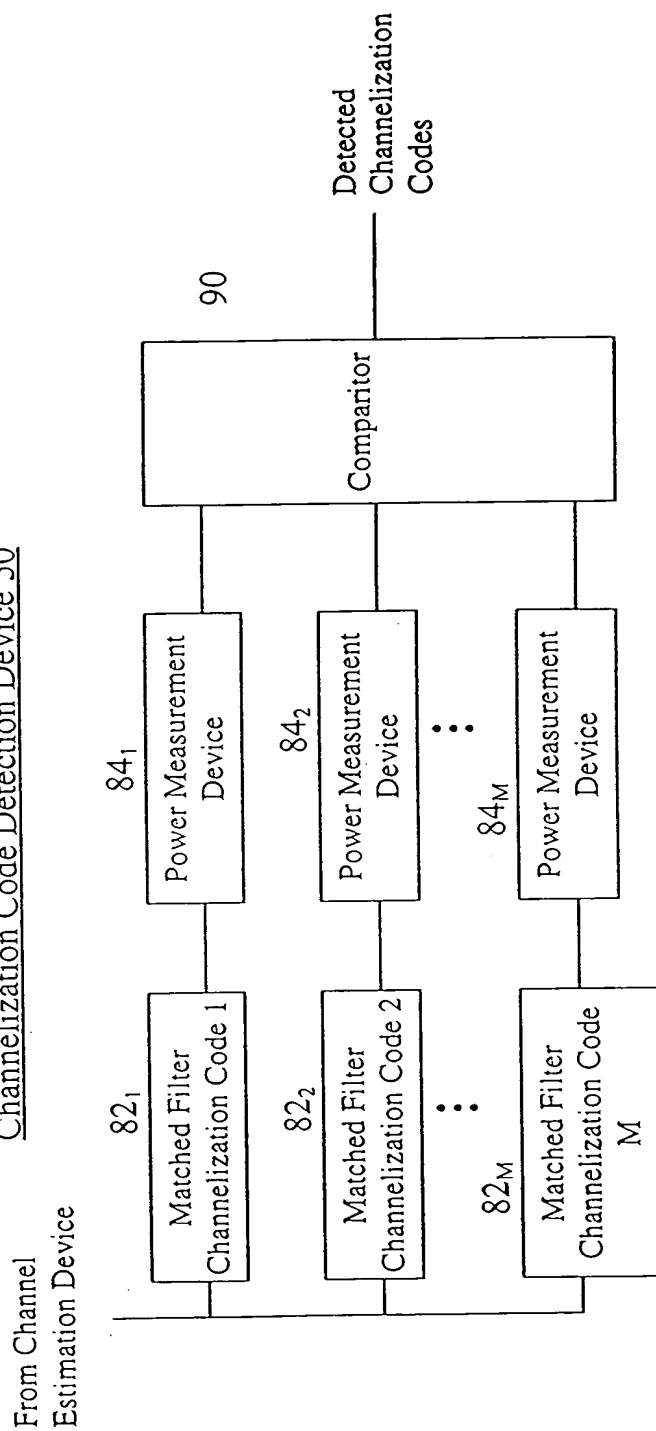 Channelization Code Detection Device 50
From Channel
Estimation Device
82₁
Matched Filter
Channelization Code 1
84₁
Power Measurement
Device
82₂
Matched Filter
Channelization Code 2
84₂
Power Measurement
Device
82M
Matched Filter
Channelization Code
M
84M
Power Measurement
Device
90
Comparitor
Detected
Channelization
Codes